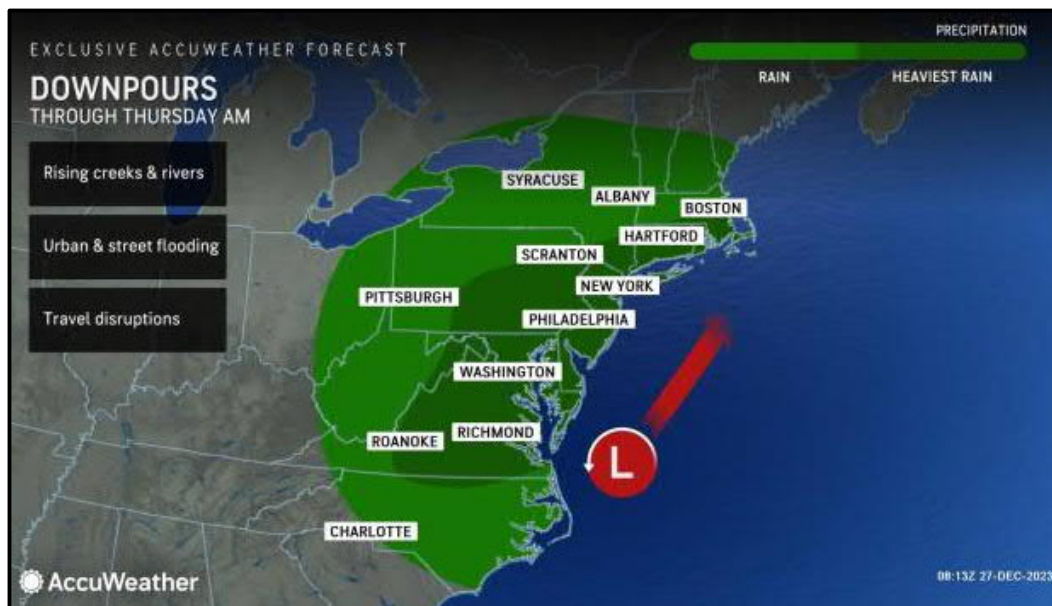 EXCLUSIVE ACCUWEATHER FORECAST
DOWNPOURS
THROUGH THURSDAY AM
Rising creeks & rivers
Urban & street flooding
Travel disruptions
PRECIPITATION
RAIN
HEAVIEST RAIN
SYRACUSE
ALBANY
BOSTON
HARTFORD
SCRANTON
NEW YORK
PITTSBURGH
PHILADELPHIA
WASHINGTON
RICHMOND
ROANOKE
L
CHARLOTTE
AccuWeather
08:13Z 27-DEC-2023